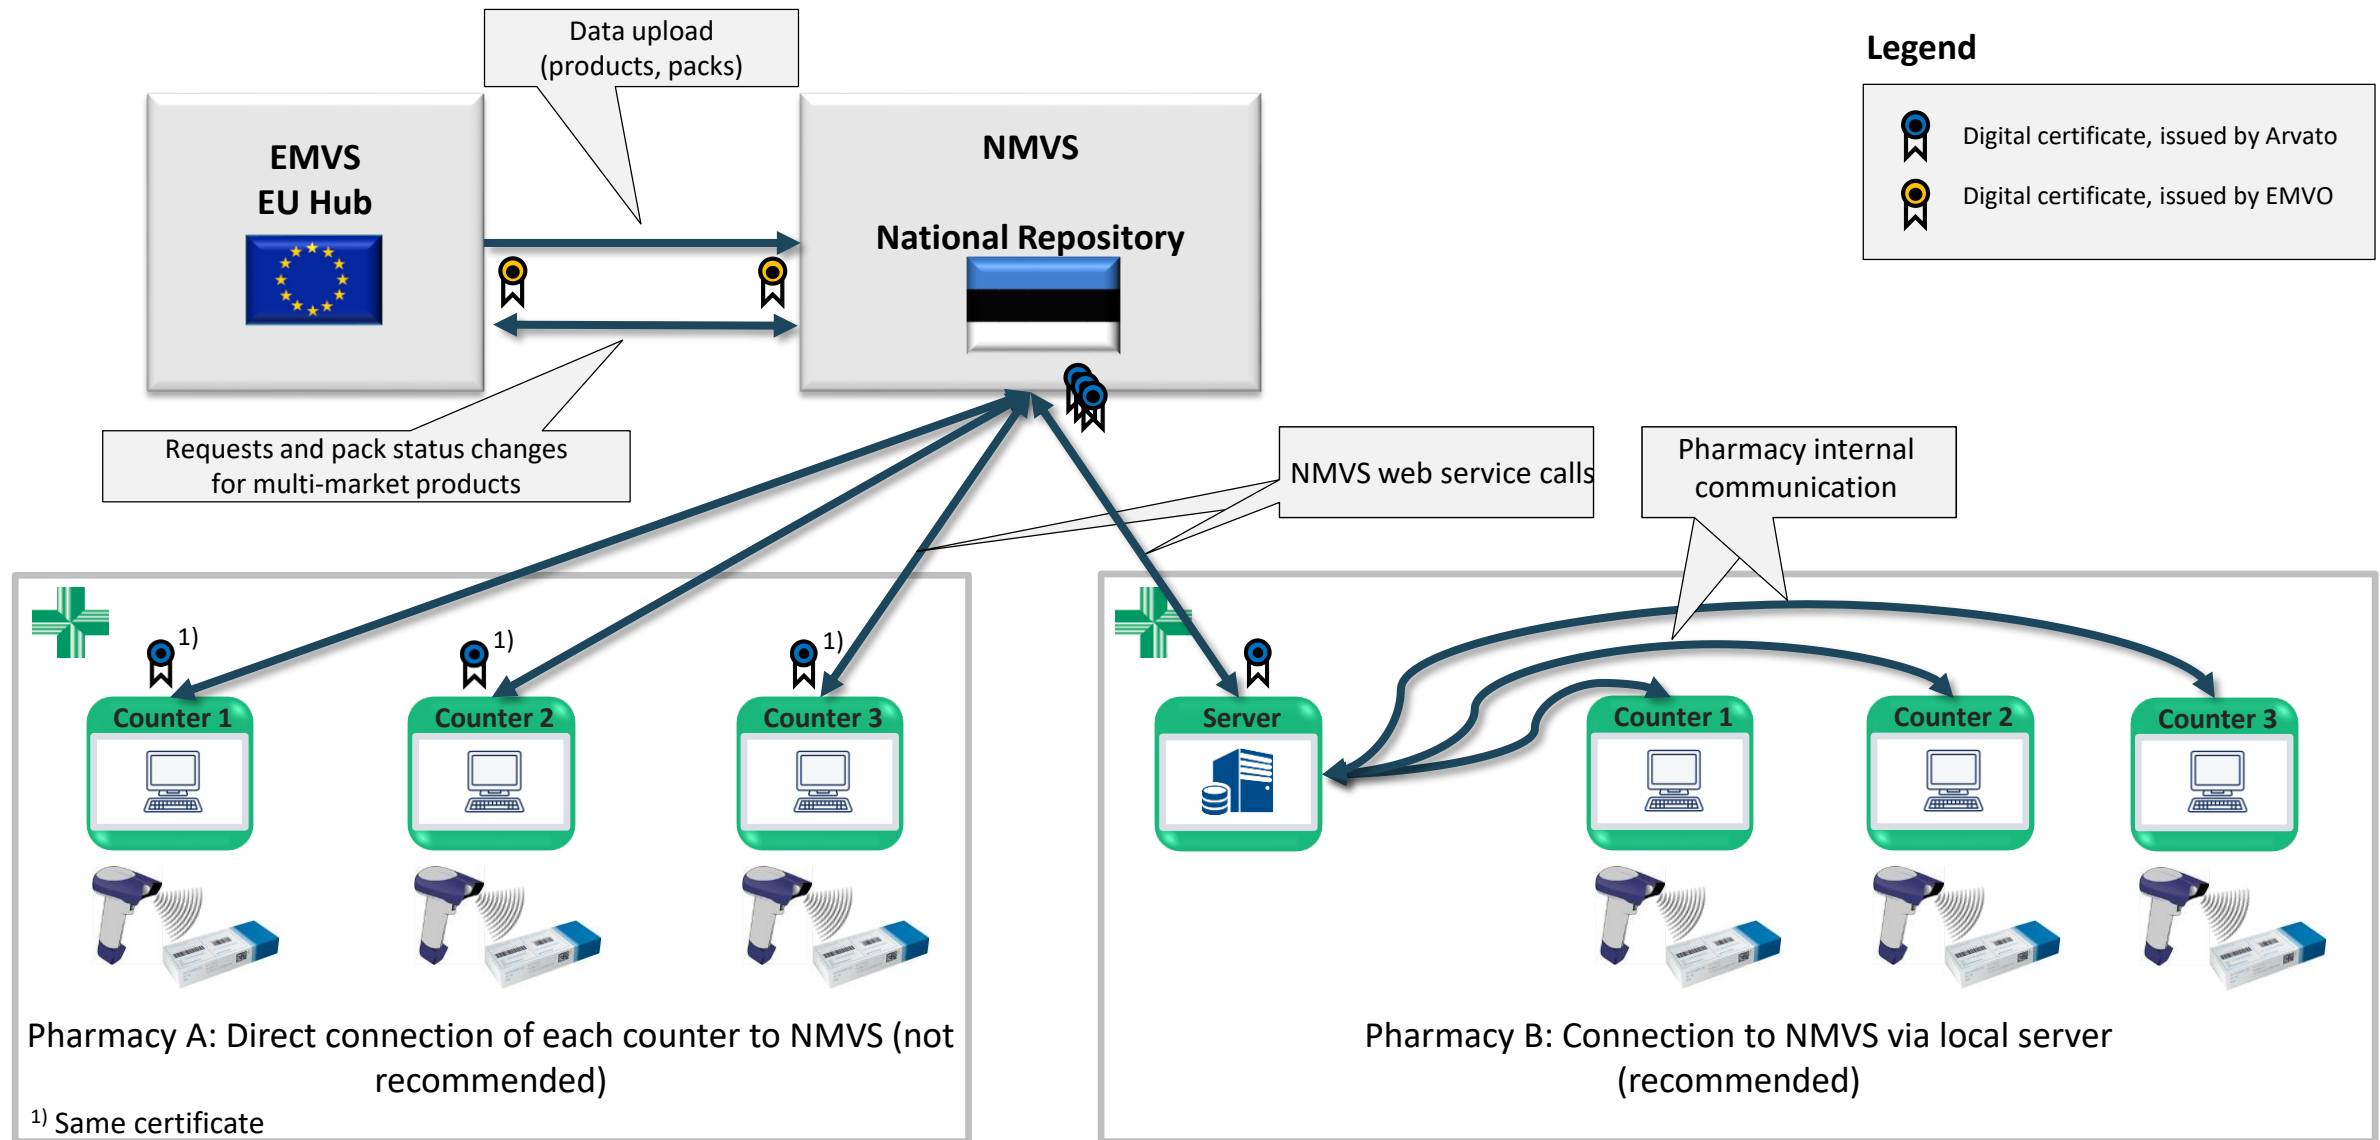 Data upload
(products, packs)
Legend
Digital certificate, issued by Arvato
Digital certificate, issued by EMVO
EMVS
EU Hub
NMVS
National Repository
Requests and pack status changes
for multi-market products
NMVS web service calls
Pharmacy internal
communication
1)
1)
1)
Counter 1
Counter 2
Counter 3
Server
Counter 1
Counter 2
Counter 3
Pharmacy A: Direct connection of each counter to NMVS (not
recommended)
1) Same certificate
Pharmacy B: Connection to NMVS via local server
(recommended)